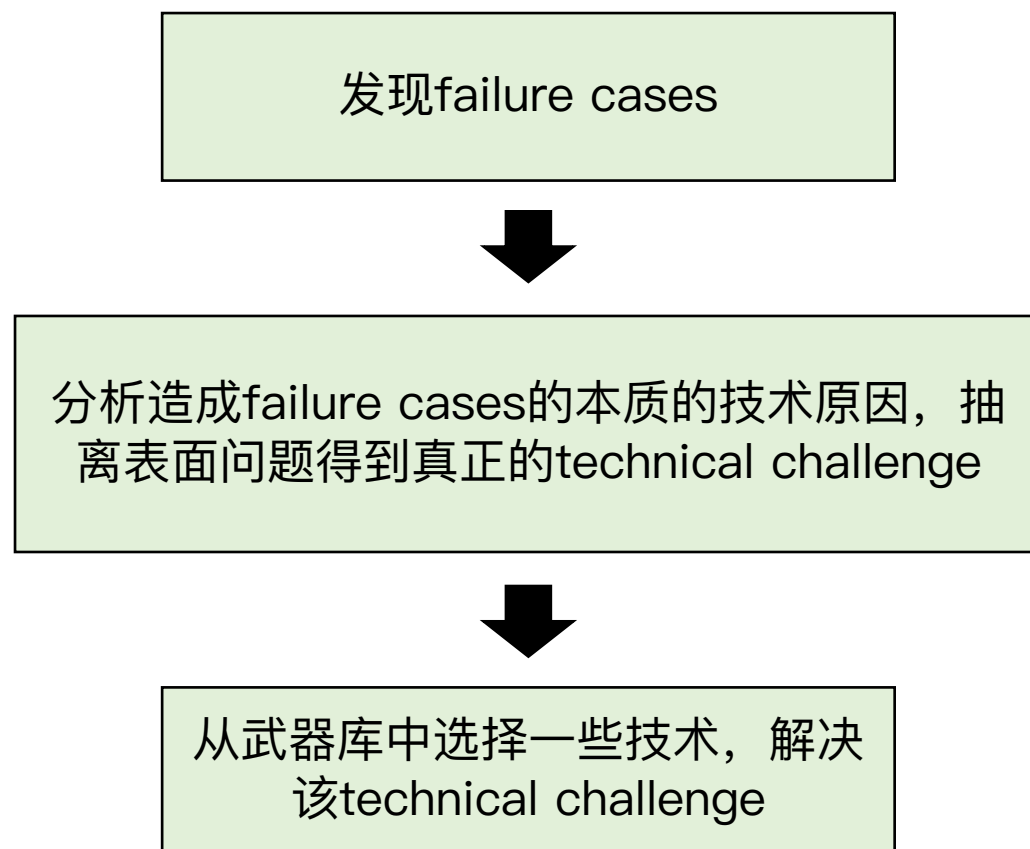 发现failure cases
分析造成failure cases的本质的技术原因，抽
离表面问题得到真正的technical challenge
从武器库中选择一些技术，解决
该technical challenge